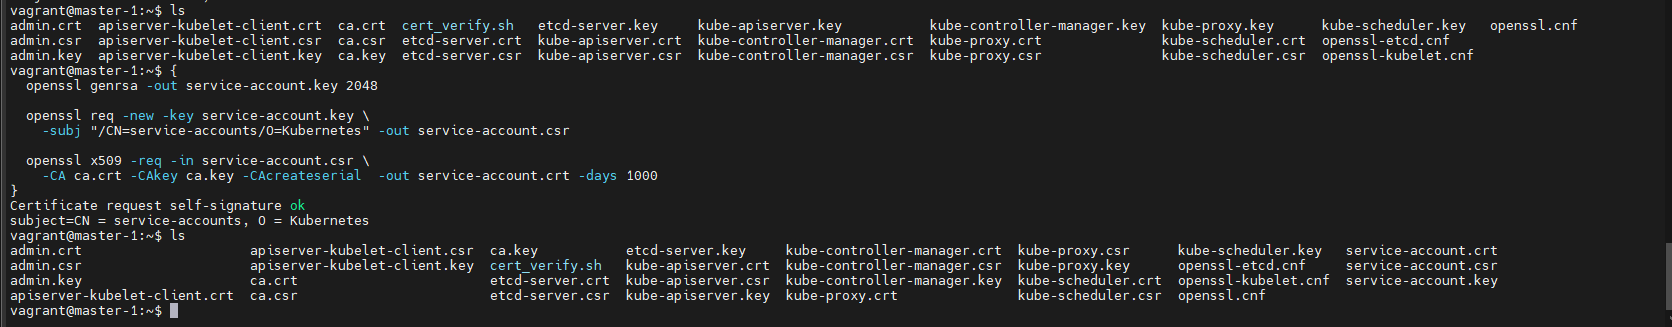 vagrant@master-1:~$ ls
admin.crt  apiserver-kubelet-client.crt  ca.crt  cert_verify.sh   etcd-server.key  kube-apiserver.key           kube-controller-manager.key  kube-proxy.key      kube-scheduler.key   openssl.cnf
admin.csr  apiserver-kubelet-client.csr  ca.csr  etcd-server.crt  kube-apiserver.crt  kube-controller-manager.crt  kube-proxy.crt               kube-scheduler.crt  openssl-etcd.cnf
admin.key  apiserver-kubelet-client.key  ca.key  etcd-server.csr  kube-apiserver.csr  kube-controller-manager.csr  kube-proxy.csr               kube-scheduler.csr  openssl-kubelet.cnf
vagrant@master-1:~$ {
  openssl genrsa -out service-account.key 2048
  openssl req -new -key service-account.key \
    -subj "/CN=service-accounts/O=Kubernetes" -out service-account.csr
  openssl x509 -req -in service-account.csr \
    -CA ca.crt -CAkey ca.key -CAcreateserial  -out service-account.crt -days 1000
}
Certificate request self-signature ok
subject=CN = service-accounts, O = Kubernetes
vagrant@master-1:~$ ls
admin.crt                     apiserver-kubelet-client.csr  ca.key           etcd-server.key     kube-controller-manager.crt  kube-proxy.csr      kube-scheduler.key   service-account.crt
admin.csr                     apiserver-kubelet-client.key  cert_verify.sh   kube-apiserver.crt  kube-controller-manager.csr  kube-proxy.key      openssl-etcd.cnf     service-account.csr
admin.key                     ca.crt                        etcd-server.crt  kube-apiserver.csr  kube-controller-manager.key  kube-scheduler.crt  openssl-kubelet.cnf  service-account.key
apiserver-kubelet-client.crt  ca.csr                        etcd-server.csr  kube-apiserver.key  kube-proxy.crt               kube-scheduler.csr  openssl.cnf
vagrant@master-1:~$